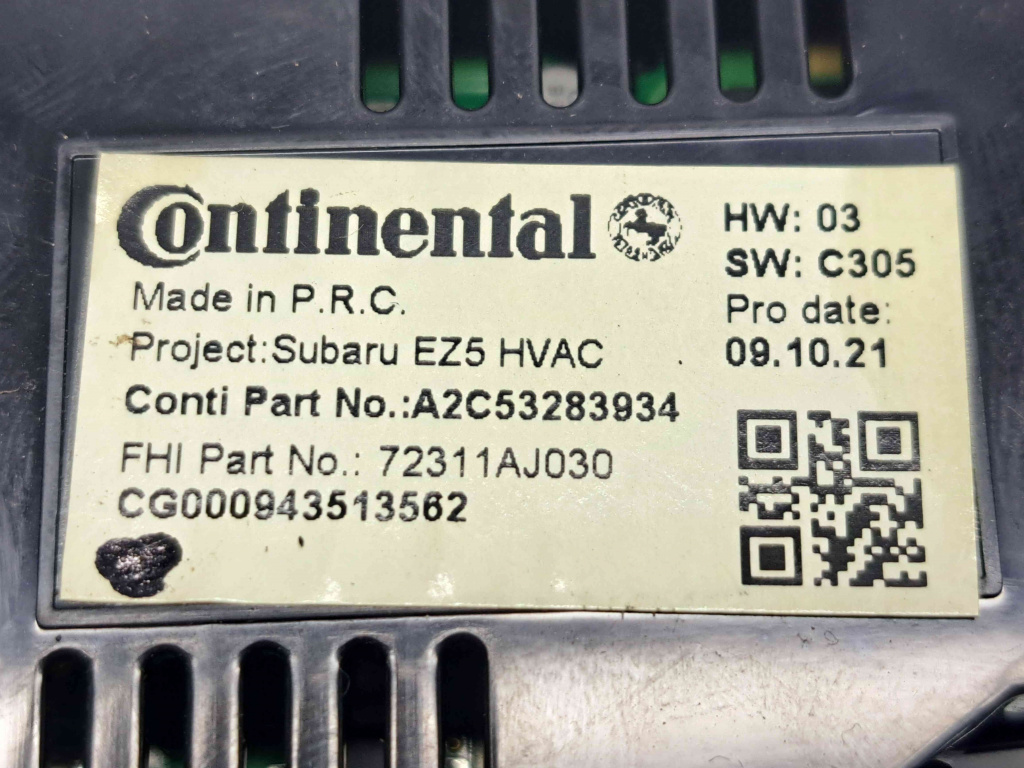 Continental
Made in P.R.C.
Project:Subaru EZ5 HVAC
Conti Part No.:A2C53283934
FHI Part No.: 72311AJ030
CG000943513562
HW: 03
SW: C305
Pro date:
09.10.21